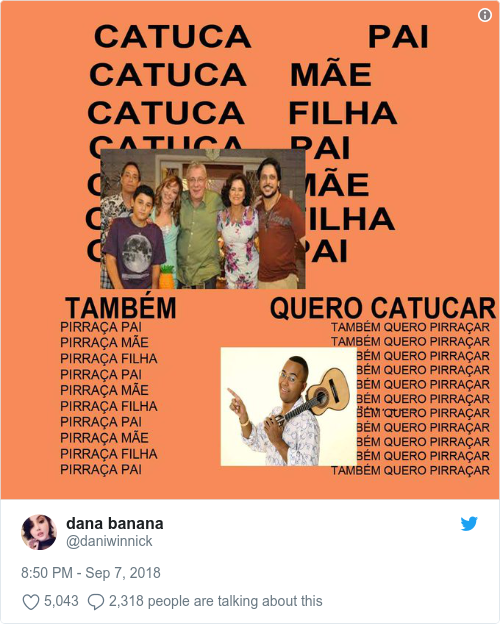 CATUCA PAI
CATUCA MÃE
CATUCA FILHA
CATUCA PAI
C MÃE
C ILHA
C PAI
TAMBÉM QUERO CATUCAR
PIRRAÇA PAI
PIRRAÇA MÃE
PIRRAÇA FILHA
PIRRAÇA PAI
PIRRAÇA MÃE
PIRRAÇA FILHA
PIRRAÇA PAI
PIRRAÇA MÃE
PIRRAÇA FILHA
PIRRAÇA PAI
TAMBÉM QUERO PIRRAÇAR
TAMBÉM QUERO PIRRAÇAR
BÉM QUERO PIRRAÇAR
BÉM QUERO PIRRAÇAR
BÉM QUERO PIRRAÇAR
BÉM QUERO PIRRAÇAR
BÉM QUERO PIRRAÇAR
BÉM QUERO PIRRAÇAR
BÉM QUERO PIRRAÇAR
BÉM QUERO PIRRAÇAR
TAMBÉM QUERO PIRRAÇAR
dana banana
@daniwinnick
8:50 PM - Sep 7, 2018
5,043 2,318 people are talking about this